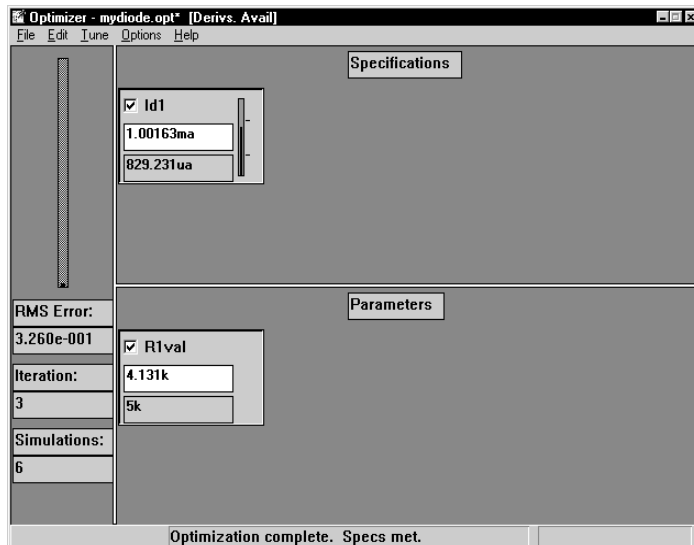 Optimizer - mydiode.opt* [Derivs. Avail]
File Edit Tune Options Help
Specifications
Id1
1.00163ma
829.231ua
RMS Error:
3.260e-001
Iteration:
3
Simulations:
6
Parameters
R1val
4.131k
5k
Optimization complete. Specs met.